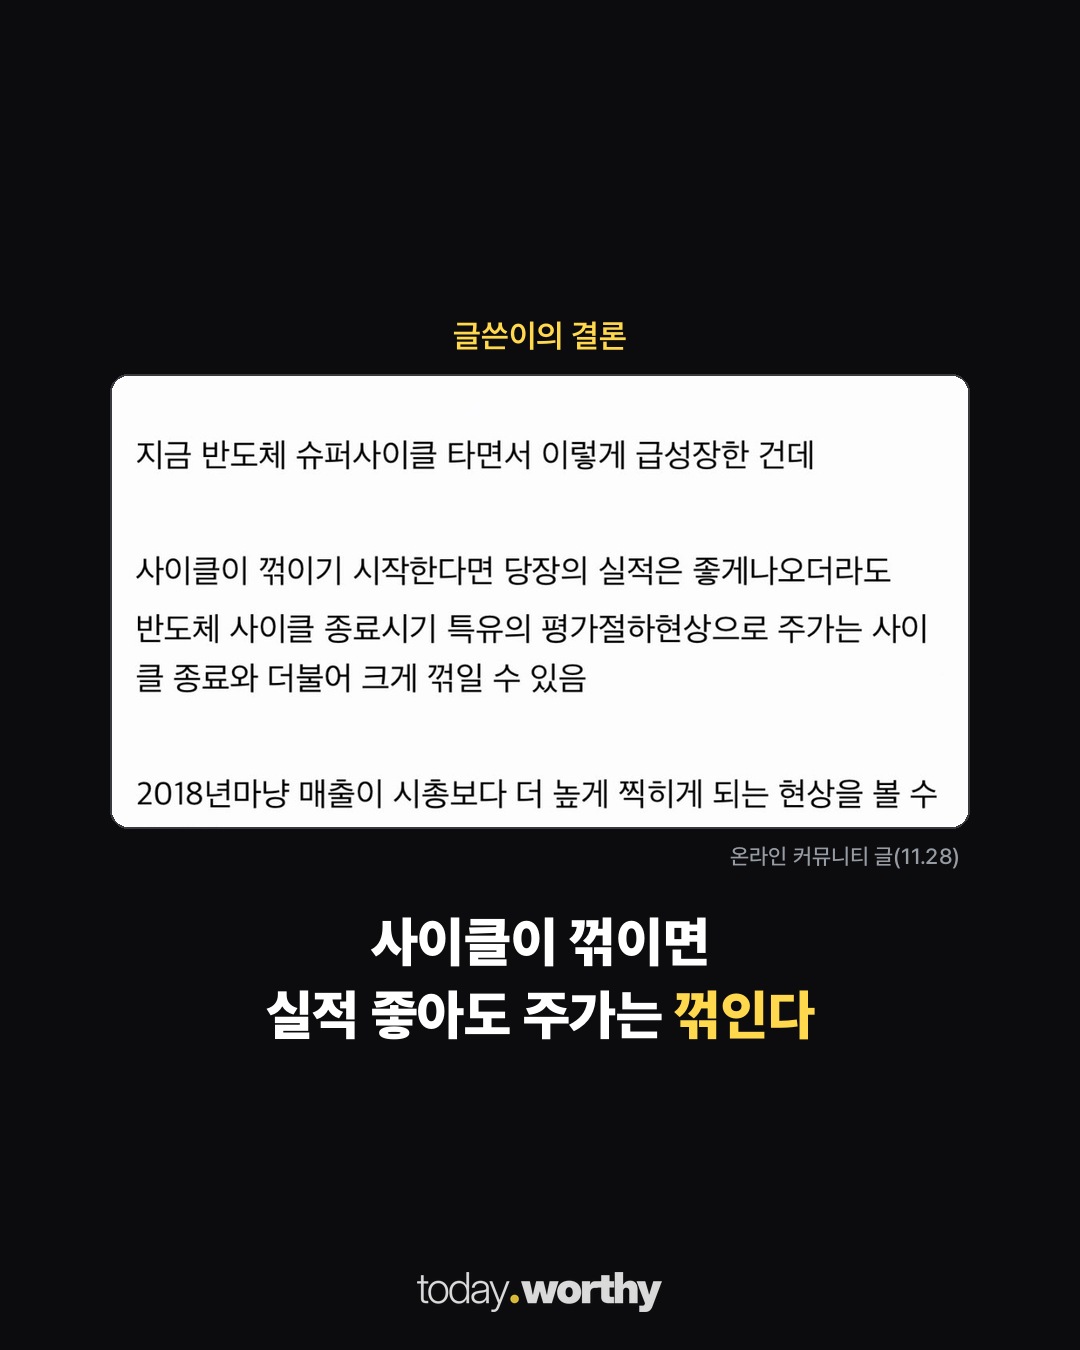 글쓴이의 결론
지금 반도체 슈퍼사이클 타면서 이렇게 급성장한 건데
사이클이 꺾이기 시작한다면 당장의 실적은 좋게나오더라도
반도체 사이클 종료시기 특유의 평가절하현상으로 주가는 사이
클 종료와 더불어 크게 꺾일 수 있음
2018년마냥 매출이 시총보다 더 높게 찍히게 되는 현상을 볼 수
온라인 커뮤니티 글(11.28)
사이클이 꺾이면
실적 좋아도 주가는 꺾인다
today.worthy